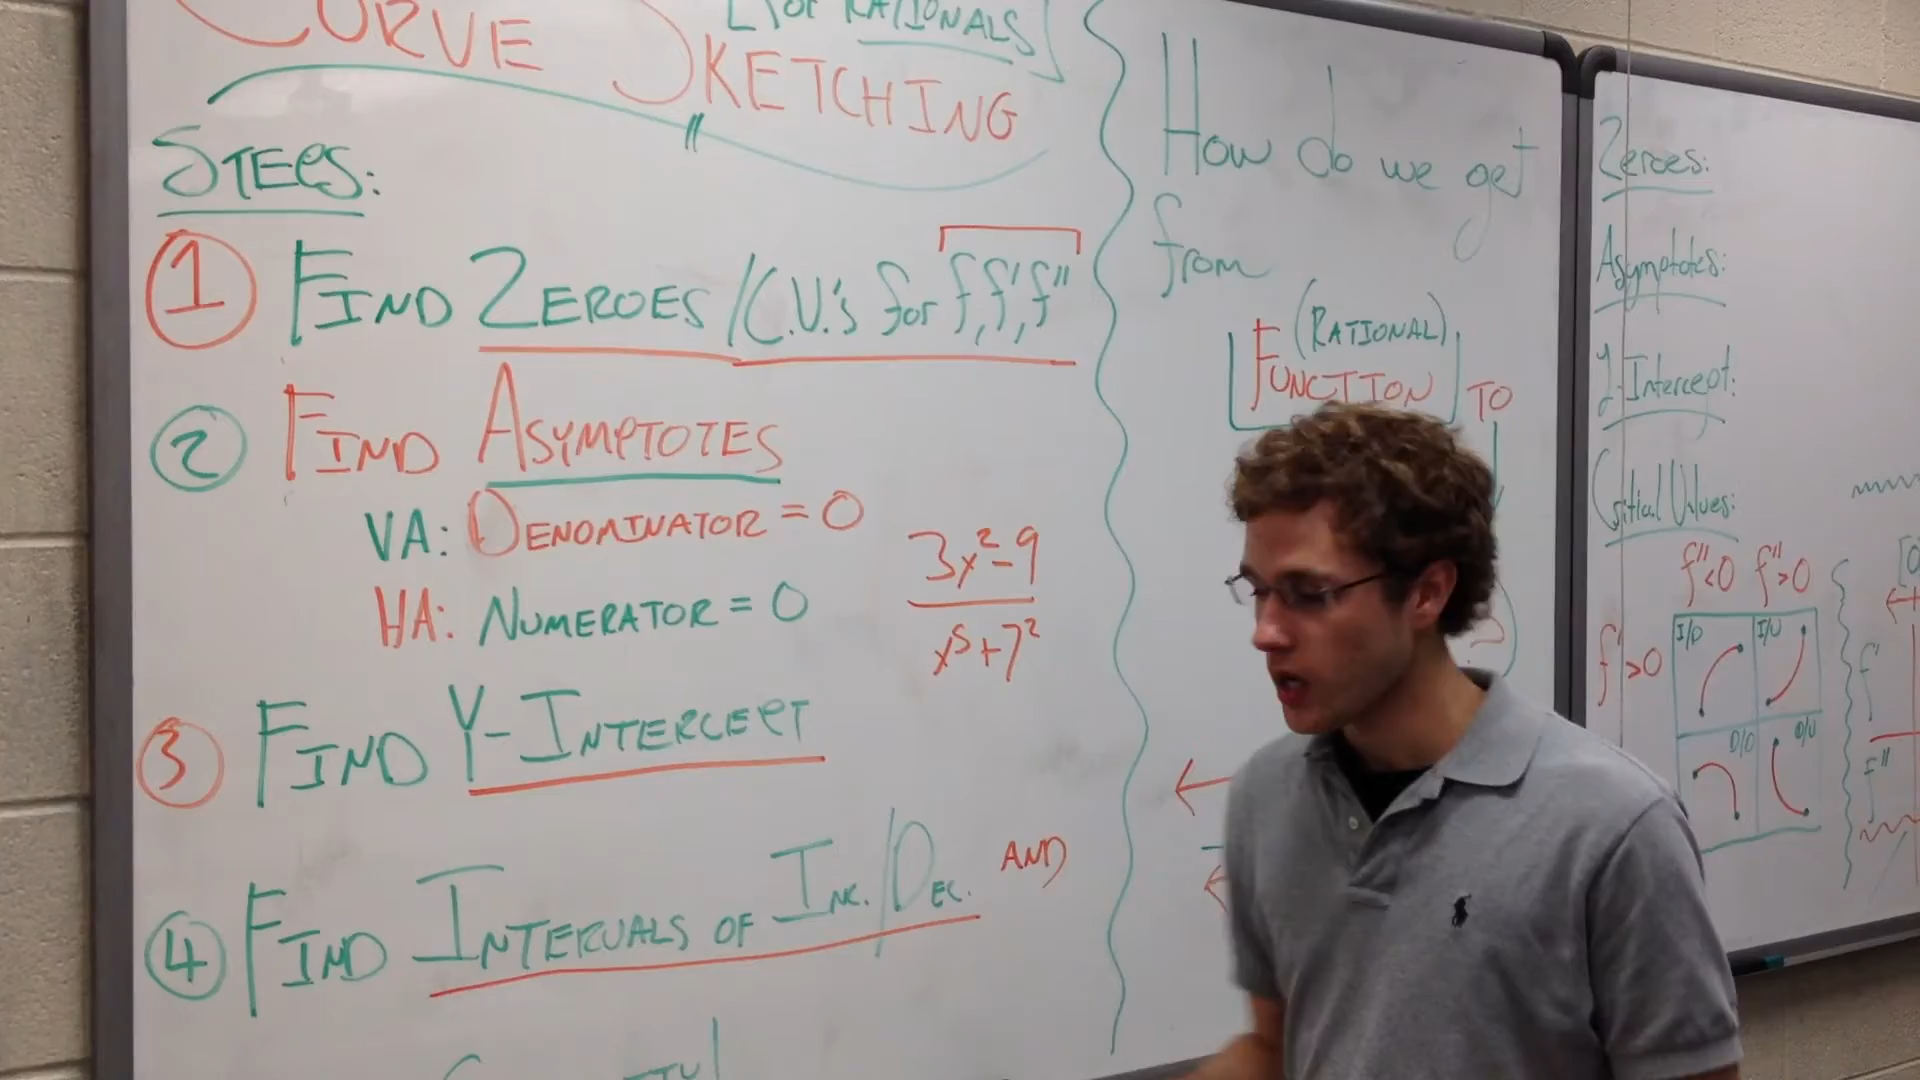 [of RATIONALS]
CURVE SKETCHING
STEPS:
① FIND ZEROES/C.V.'s for f, f', f"
② FIND ASYMPTOTES
VA: DENOMINATOR = 0
HA: NUMERATOR = 0
3x²-9
x⁵+7²
③ FIND Y-INTERCEPT
④ FIND INTERVALS OF INC./DEC. AND
How do we get
from
(RATIONAL)
FUNCTION TO
Zeroes:
Asymptotes:
Y-Intercept:
Critical Values:
f"<0 f">0
f'>0
I/D I/U
D/D D/U
f'
f"